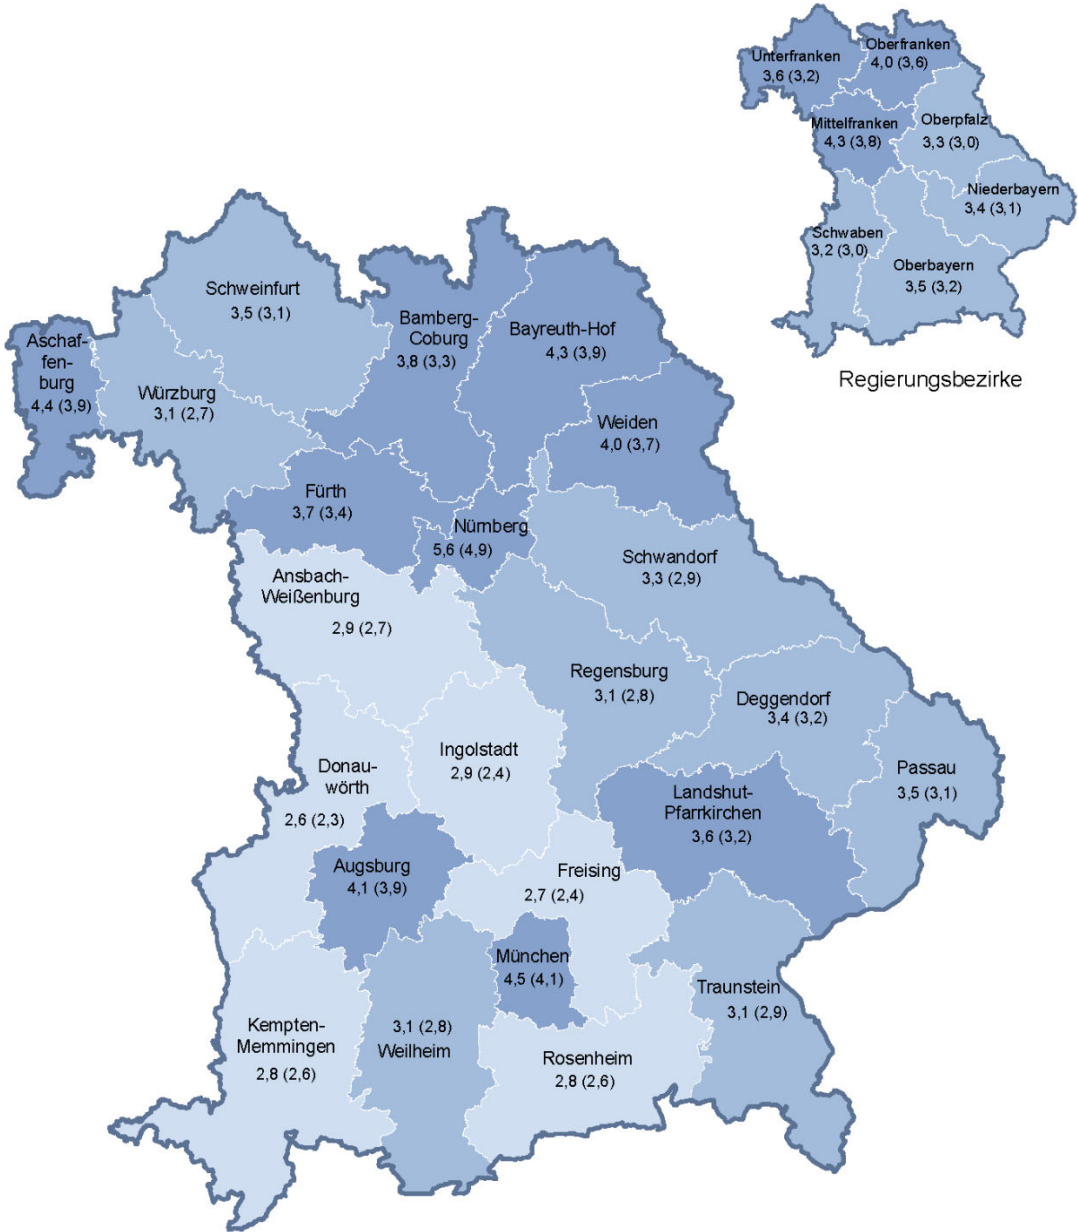 Unterfranken
3,6 (3,2)
Oberfranken
4,0 (3,6)
Mittelfranken
4,3 (3,8)
Oberpfalz
3,3 (3,0)
Niederbayern
3,4 (3,1)
Schwaben
3,2 (3,0)
Oberbayern
3,5 (3,2)
Regierungsbezirke
Schweinfurt
3,5 (3,1)
Bamberg-
Coburg
3,8 (3,3)
Bayreuth-Hof
4,3 (3,9)
Aschaf-
fen-
burg
4,4 (3,9)
Würzburg
3,1 (2,7)
Weiden
4,0 (3,7)
Fürth
3,7 (3,4)
Nürnberg
5,6 (4,9)
Schwandorf
3,3 (2,9)
Ansbach-
Weißenburg
2,9 (2,7)
Regensburg
3,1 (2,8)
Deggendorf
3,4 (3,2)
Ingolstadt
2,9 (2,4)
Donau-
wörth
2,6 (2,3)
Passau
3,5 (3,1)
Landshut-
Pfarrkirchen
3,6 (3,2)
Augsburg
4,1 (3,9)
Freising
2,7 (2,4)
München
4,5 (4,1)
Traunstein
3,1 (2,9)
Kempten-
Memmingen
2,8 (2,6)
3,1 (2,8)
Weilheim
Rosenheim
2,8 (2,6)